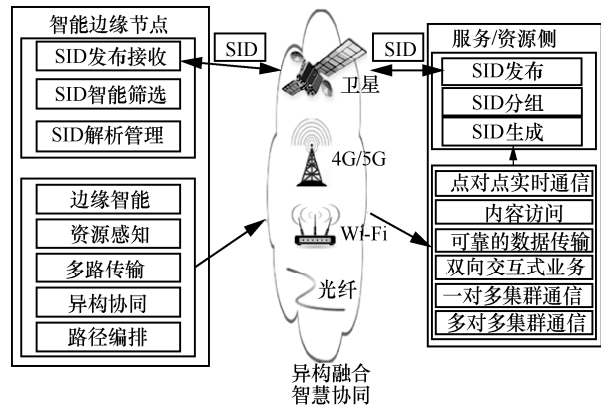 智能边缘节点
SID发布接收
SID智能筛选
SID解析管理
边缘智能
资源感知
多路传输
异构协同
路径编排
SID
SID
卫星
4G/5G
Wi-Fi
光纤
异构融合
智慧协同
服务/资源侧
SID发布
SID分组
SID生成
点对点实时通信
内容访问
可靠的数据传输
双向交互式业务
一对多集群通信
多对多集群通信